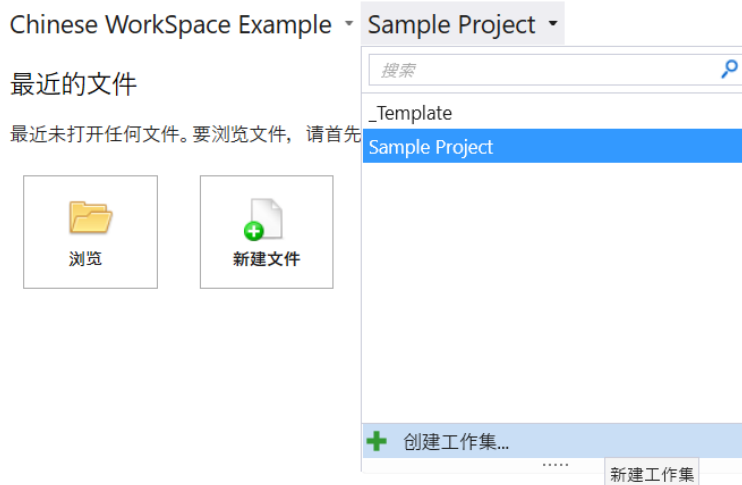 Chinese WorkSpace Example Sample Project
搜索
最近的文件
_Template
最近未打开任何文件。要浏览文件，请首先
Sample Project
浏览 新建文件
创建工作集...
新建工作集